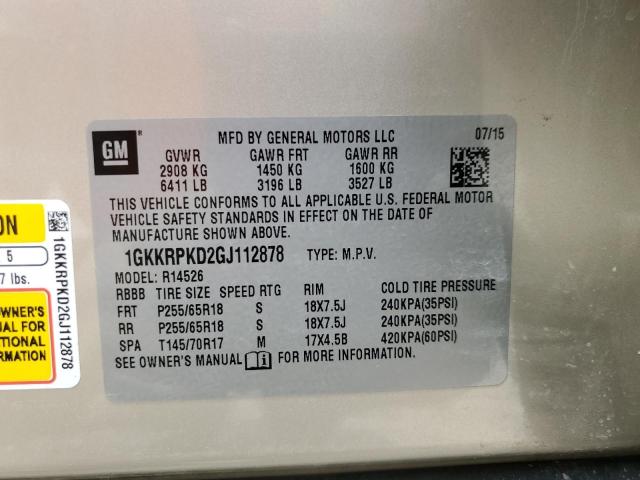 GM
MFD BY GENERAL MOTORS LLC 07/15
GVWR GAWR FRT GAWR RR
2908 KG 1450 KG 1600 KG
6411 LB 3196 LB 3527 LB
THIS VEHICLE CONFORMS TO ALL APPLICABLE U.S. FEDERAL MOTOR
VEHICLE SAFETY STANDARDS IN EFFECT ON THE DATE OF
MANUFACTURE SHOWN ABOVE.
1GKKRPKD2GJ112878 TYPE: M.P.V.
MODEL: R14526
RBBB TIRE SIZE SPEED RTG RIM COLD TIRE PRESSURE
FRT P255/65R18 S 18X7.5J 240KPA(35PSI)
RR P255/65R18 S 18X7.5J 240KPA(35PSI)
SPA T145/70R17 M 17X4.5B 420KPA(60PSI)
SEE OWNER'S MANUAL FOR MORE INFORMATION.
ON
5
7 lbs.
OWNER'S
UAL FOR
TIONAL
MATION
1GKKRPKD2GJ112878